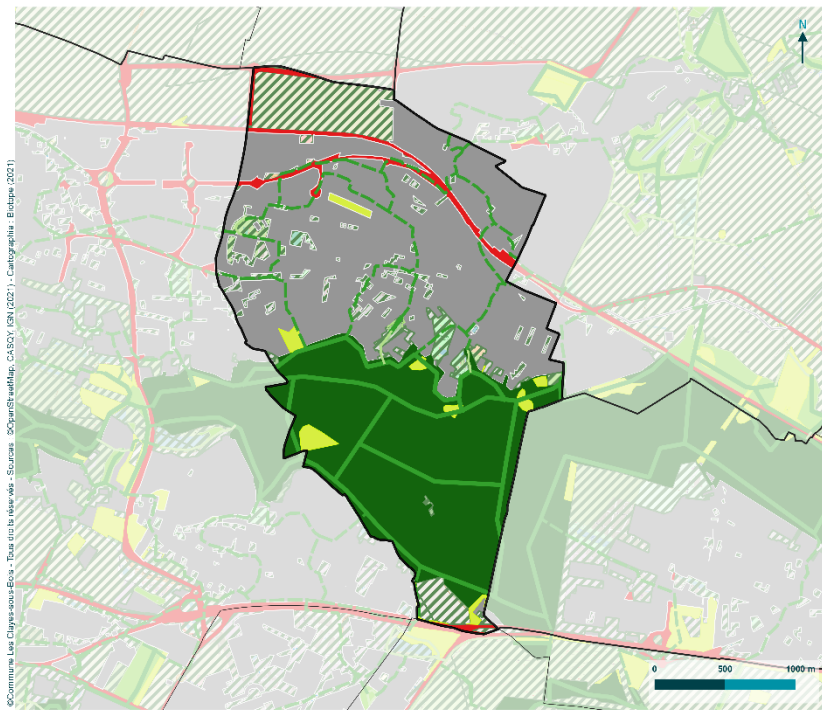 N
©Commune Les Clayes-sous-Bois - Tous droits réservés - Sources : ©OpenStreetMap, CASQY, IGN (2021) - Cartographie : Biotope (2021)
0 500 1000 m